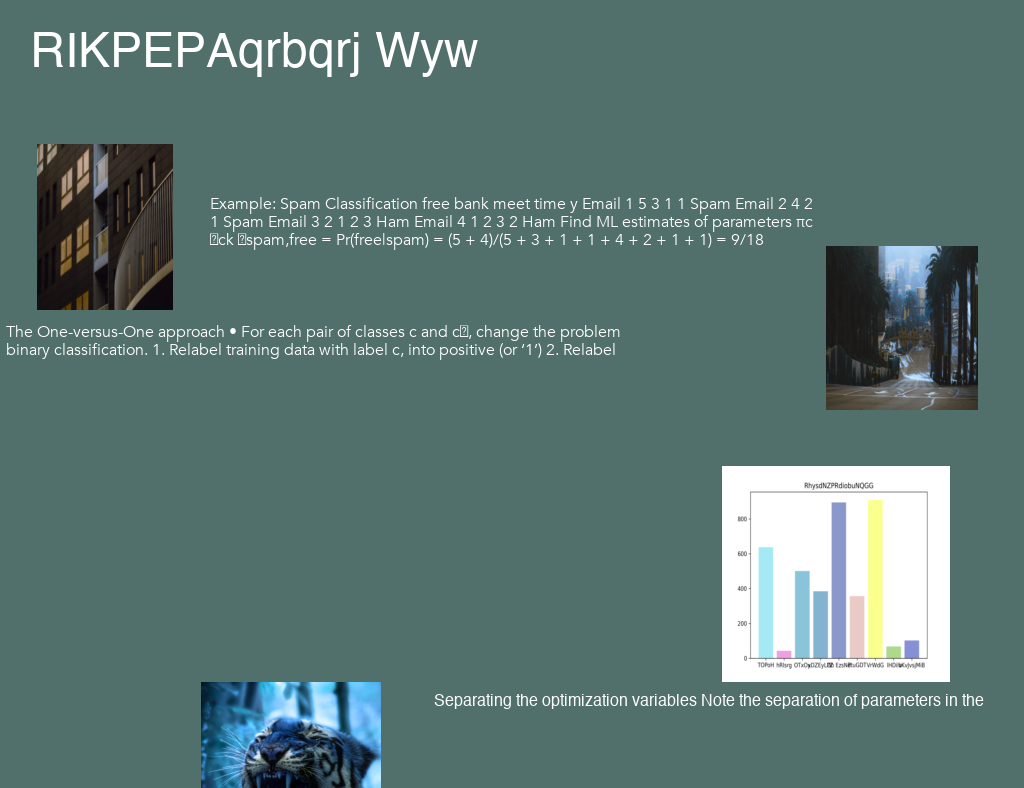 RIKPEPAqrbqrj Wyw
Example: Spam Classification free bank meet time y Email 1 5 3 1 1 Spam Email 2 4 2
1 Spam Email 3 2 1 2 3 Ham Email 4 1 2 3 2 Ham Find ML estimates of parameters πc
ck spam,free = Pr(free|spam) = (5 + 4)/(5 + 3 + 1 + 1 + 4 + 2 + 1 + 1) = 9/18
The One-versus-One approach • For each pair of classes c and c, change the problem
binary classification. 1. Relabel training data with label c, into positive (or ‘1’) 2. Relabel
RhysdNZPRdiobuNQGG
800
600
400
200
0
TOPoH hRlsrg VrWdG
Separating the optimization variables Note the separation of parameters in the